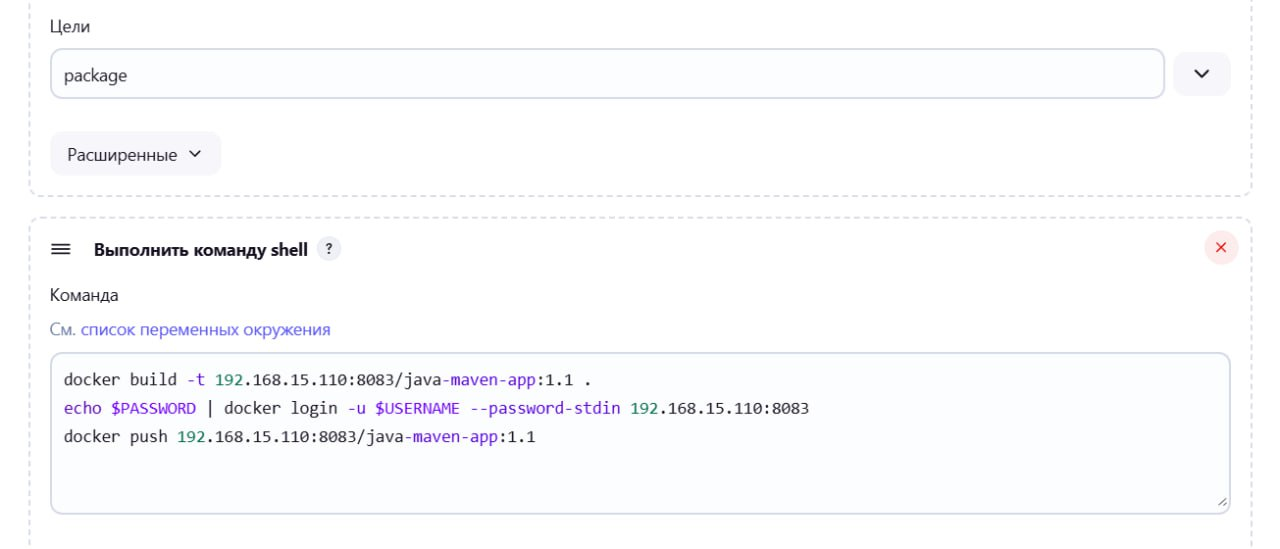 Цели
package
Расширенные
Выполнить команду shell ?
Команда
См. список переменных окружения
docker build -t 192.168.15.110:8083/java-maven-app:1.1 .
echo $PASSWORD | docker login -u $USERNAME --password-stdin 192.168.15.110:8083
docker push 192.168.15.110:8083/java-maven-app:1.1